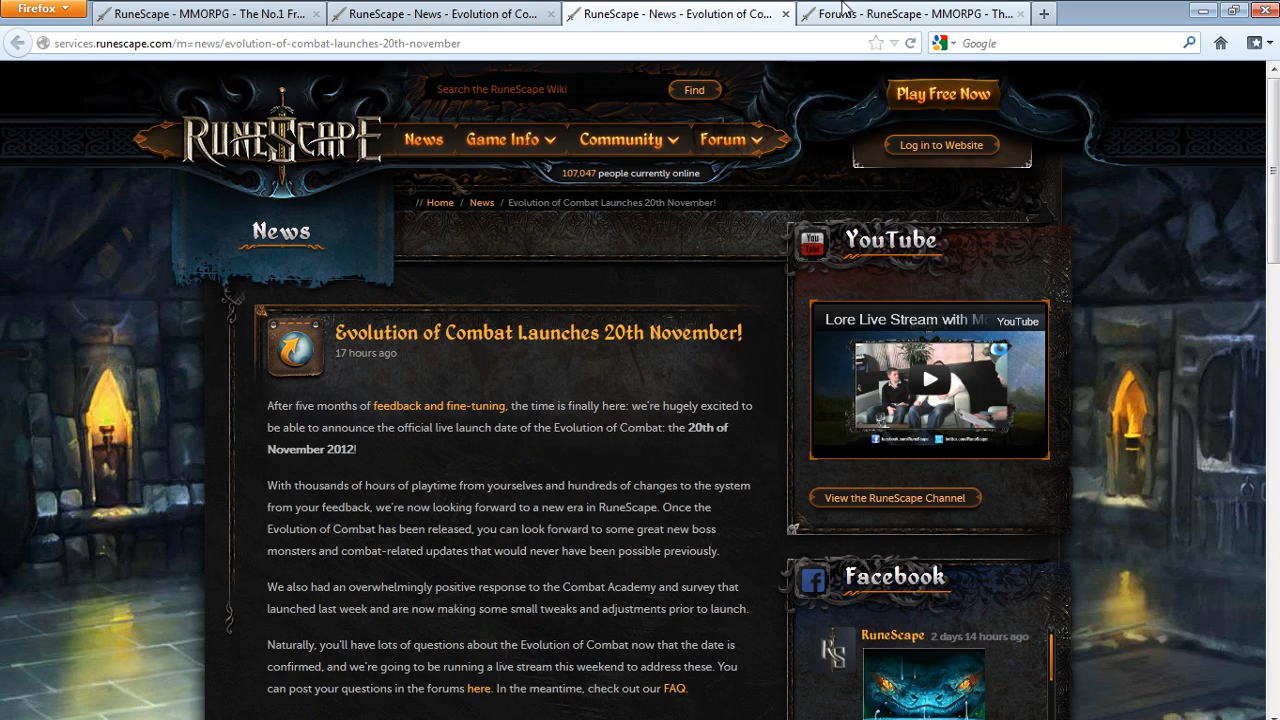 Firefox
RuneScape - MMORPG - The No.1 Fr...
RuneScape - News - Evolution of Co...
RuneScape - News - Evolution of Co...
Forums - RuneScape - MMORPG - Th...
services.runescape.com/m=news/evolution-of-combat-launches-20th-november
Google
Search the RuneScape Wiki
Find
Play Free Now
RUNESCAPE
News
Game Info
Community
Forum
Log in to Website
107,047 people currently online
// Home / News / Evolution of Combat Launches 20th November!
News
YouTube
You
Tube
Lore Live Stream with
YouTube
facebook.com/RuneScape
twitter.com/RuneScape
View the RuneScape Channel
Evolution of Combat Launches 20th November!
17 hours ago
After five months of feedback and fine-tuning, the time is finally here: we're hugely excited to
be able to announce the official live launch date of the Evolution of Combat: the 20th of
November 2012!
With thousands of hours of playtime from yourselves and hundreds of changes to the system
from your feedback, we're now looking forward to a new era in RuneScape. Once the
Evolution of Combat has been released, you can look forward to some great new boss
monsters and combat-related updates that would never have been possible previously.
We also had an overwhelmingly positive response to the Combat Academy and survey that
launched last week and are now making some small tweaks and adjustments prior to launch.
Naturally, you'll have lots of questions about the Evolution of Combat now that the date is
confirmed, and we're going to be running a live stream this weekend to address these. You
can post your questions in the forums here. In the meantime, check out our FAQ.
Facebook
RuneScape 2 days 14 hours ago
RS